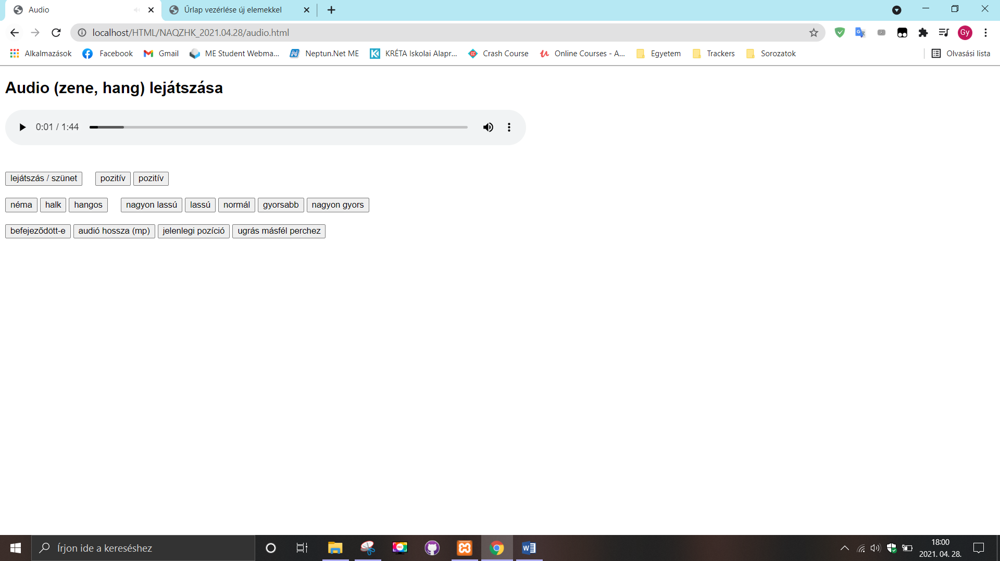 Audio
Űrlap vezérlése új elemekkel
localhost/HTML/NAQZHK_2021.04.28/audio.html
Gy
Alkalmazások Facebook Gmail ME Student Webma... Neptun.Net ME KRÉTA Iskolai Alapr... Crash Course Online Courses - A... Egyetem Trackers Sorozatok Olvasási lista
Audio (zene, hang) lejátszása
0:01 / 1:44
lejátszás / szünet pozitív pozitív
néma halk hangos nagyon lassú lassú normál gyorsabb nagyon gyors
befejeződött-e audió hossza (mp) jelenlegi pozíció ugrás másfél perchez
Írjon ide a kereséshez
18:00
2021. 04. 28.